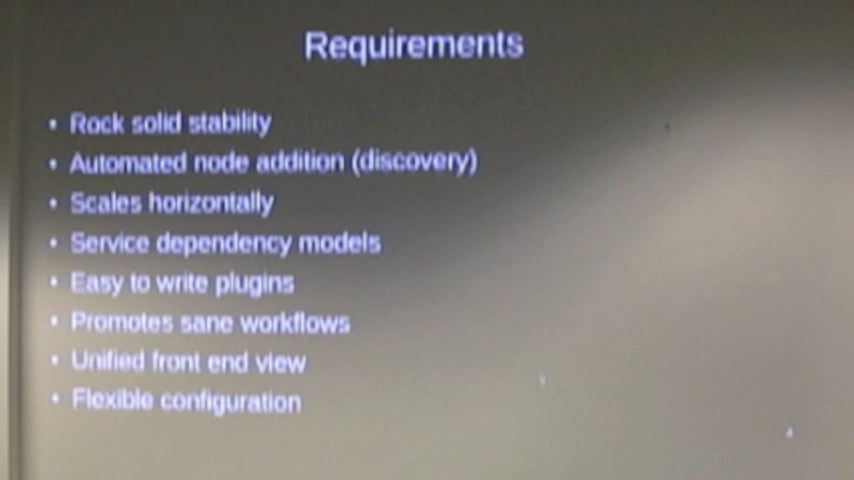 Requirements
• Rock solid stability
• Automated node addition (discovery)
• Scales horizontally
• Service dependency models
• Easy to write plugins
• Promotes sane workflows
• Unified front end view
• Flexible configuration
4